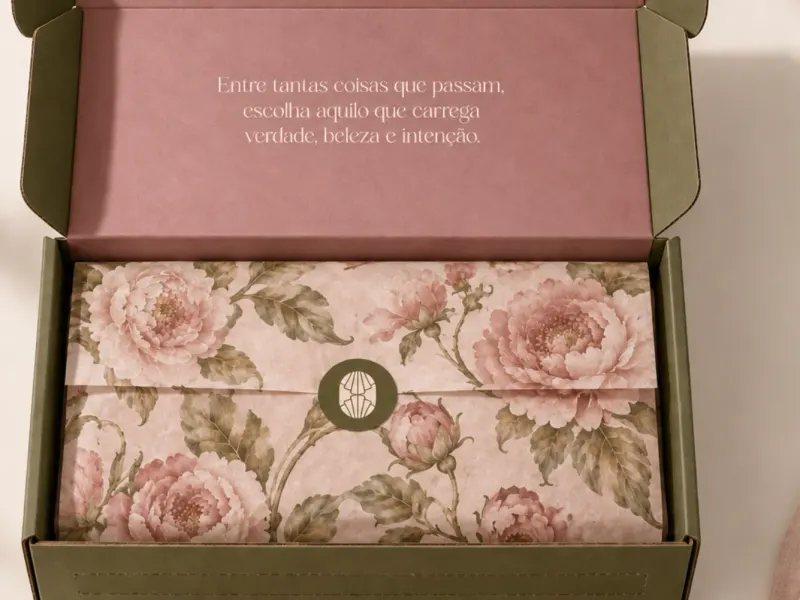 Entre tantas coisas que passam,
escolha aquilo que carrega
verdade, beleza e intenção.